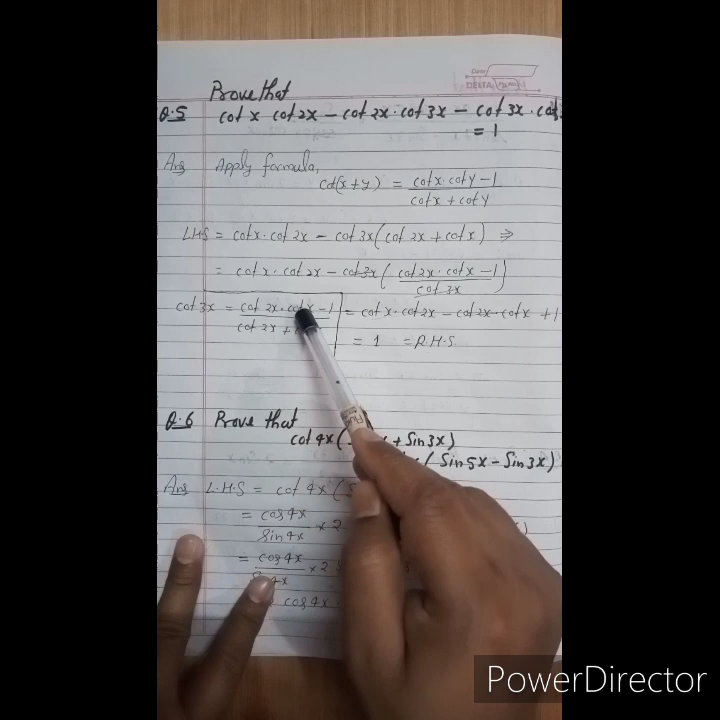 Date
DELTA
Prove that
Q.5 cot x cot 2x - cot 2x · cot 3x - cot 3x ·
= 1
Ans Apply formula,
cot(x+y) = cot x · cot y - 1
cot x + cot y
LHS = cot x · cot 2x - cot 3x (cot 2x + cot x) ⇒
= cot x · cot 2x - cot 3x ( cot 2x · cot x - 1 )
cot 3x
cot 3x = cot 2x · cot x - 1 = cot x · cot 2x - cot 2x · cot x + 1
cot 2x +
= 1 = R.H.S.
Q.6 Prove that
cot 4x ( + Sin 3x)
( Sin 5x - Sin 3x)
Ans L.H.S = cot 4x (
= cos 4x × 2
Sin 4x
= cos 4x × 2
4x
cos 4x
PowerDirector